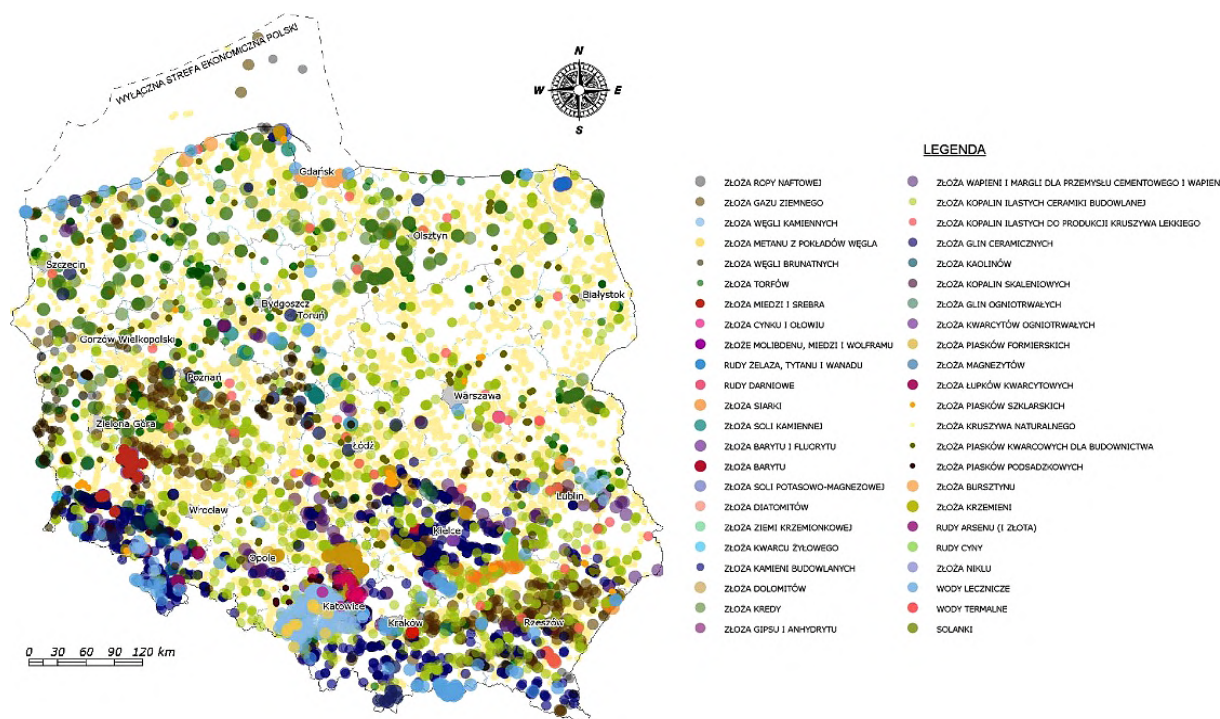 WYŁĄCZNA STREFA EKONOMICZNA POLSKI
N
W E
S
Gdańsk
Olsztyn
Szczecin
Bydgoszcz
Toruń
Białystok
Gorzów Wielkopolski
Poznań
Warszawa
Zielona Góra
Łódź
Wrocław
Lublin
Kielce
Opole
Katowice
Kraków
Rzeszów
0 30 60 90 120 km
LEGENDA
ZŁOŻA ROPY NAFTOWEJ
ZŁOŻA GAZU ZIEMNEGO
ZŁOŻA WĘGLI KAMIENNYCH
ZŁOŻA METANU Z POKŁADÓW WĘGLA
ZŁOŻA WĘGLI BRUNATNYCH
ZŁOŻA TORFÓW
ZŁOŻA MIEDZI I SREBRA
ZŁOŻA CYNKU I OŁOWIU
ZŁOŻE MOLIBDENU, MIEDZI I WOLFRAMU
RUDY ŻELAZA, TYTANU I WANADU
RUDY DARNIOWE
ZŁOŻA SIARKI
ZŁOŻA SOLI KAMIENNEJ
ZŁOŻA BARYTU I FLUORYTU
ZŁOŻA BARYTU
ZŁOŻA SOLI POTASOWO-MAGNEZOWEJ
ZŁOŻA DIATOMITÓW
ZŁOŻA ZIEMI KRZEMIONKOWEJ
ZŁOŻA KWARCU ŻYŁOWEGO
ZŁOŻA KAMIENI BUDOWLANYCH
ZŁOŻA DOLOMITÓW
ZŁOŻA KREDY
ZŁOŻA GIPSU I ANHYDRYTU
ZŁOŻA WAPIENI I MARGLI DLA PRZEMYSŁU CEMENTOWEGO I WAPIEN
ZŁOŻA KOPALIN ILASTYCH CERAMIKI BUDOWLANEJ
ZŁOŻA KOPALIN ILASTYCH DO PRODUKCJI KRUSZYWA LEKKIEGO
ZŁOŻA GLIN CERAMICZNYCH
ZŁOŻA KAOLINÓW
ZŁOŻA KOPALIN SKALENIOWYCH
ZŁOŻA GLIN OGNIOTRWAŁYCH
ZŁOŻA KWARCYTÓW OGNIOTRWAŁYCH
ZŁOŻA PIASKÓW FORMIERSKICH
ZŁOŻA MAGNEZYTÓW
ZŁOŻA ŁUPKÓW KWARCYTOWYCH
ZŁOŻA PIASKÓW SZKLARSKICH
ZŁOŻA KRUSZYWA NATURALNEGO
ZŁOŻA PIASKÓW KWARCOWYCH DLA BUDOWNICTWA
ZŁOŻA PIASKÓW PODSADZKOWYCH
ZŁOŻA BURSZTYNU
ZŁOŻA KRZEMIENI
RUDY ARSENU (I ZŁOTA)
RUDY CYNY
ZŁOŻA NIKLU
WODY LECZNICZE
WODY TERMALNE
SOLANKI